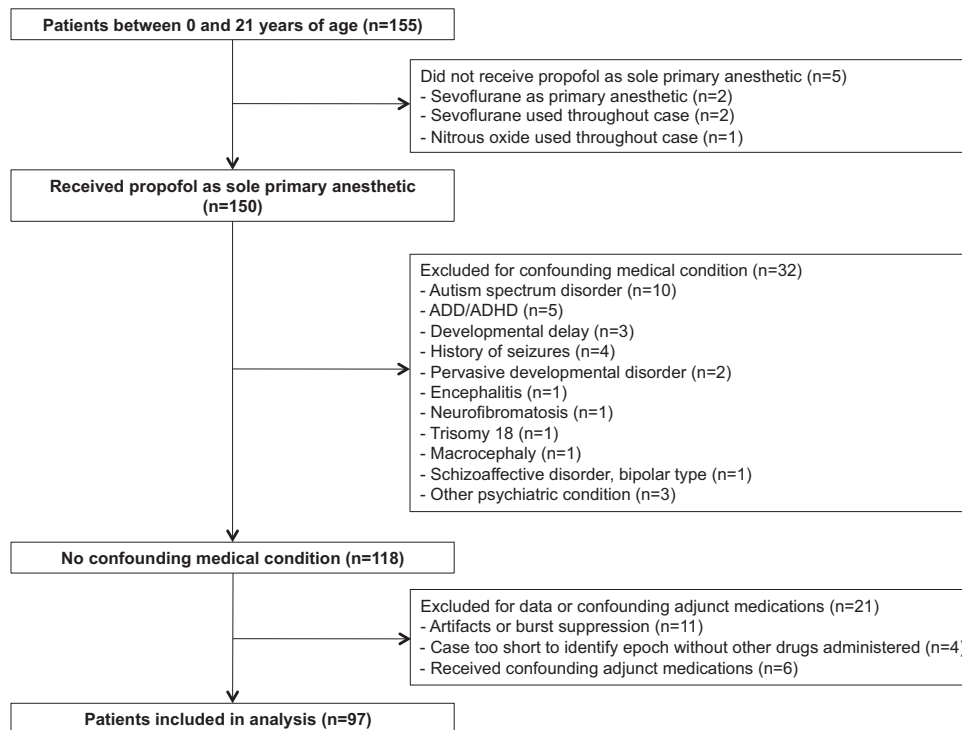 Patients between 0 and 21 years of age (n=155)
Did not receive propofol as sole primary anesthetic (n=5)
- Sevoflurane as primary anesthetic (n=2)
- Sevoflurane used throughout case (n=2)
- Nitrous oxide used throughout case (n=1)
Received propofol as sole primary anesthetic
(n=150)
Excluded for confounding medical condition (n=32)
- Autism spectrum disorder (n=10)
- ADD/ADHD (n=5)
- Developmental delay (n=3)
- History of seizures (n=4)
- Pervasive developmental disorder (n=2)
- Encephalitis (n=1)
- Neurofibromatosis (n=1)
- Trisomy 18 (n=1)
- Macrocephaly (n=1)
- Schizoaffective disorder, bipolar type (n=1)
- Other psychiatric condition (n=3)
No confounding medical condition (n=118)
Excluded for data or confounding adjunct medications (n=21)
- Artifacts or burst suppression (n=11)
- Case too short to identify epoch without other drugs administered (n=4)
- Received confounding adjunct medications (n=6)
Patients included in analysis (n=97)